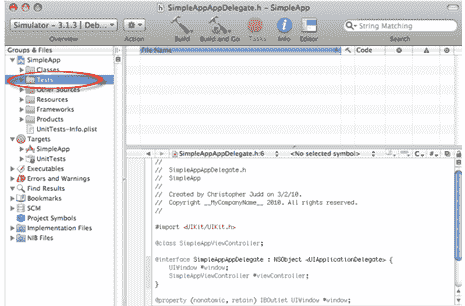 SimpleAppAppDelegate.h – SimpleApp
Simulator – 3.1.3 | Deb...
Overview
Action
Build
Build and Go
Tasks
Info
Editor
String Matching
Search
Groups & Files
SimpleApp
Classes
Tests
Other Sources
Resources
Frameworks
Products
UnitTests-Info.plist
Targets
SimpleApp
UnitTests
Executables
Errors and Warnings
Find Results
Bookmarks
SCM
Project Symbols
Implementation Files
NIB Files
File Name
Code
SimpleAppAppDelegate.h:6
<No selected symbol>
//
// SimpleAppAppDelegate.h
// SimpleApp
//
// Created by Christopher Judd on 3/2/10.
// Copyright __MyCompanyName__ 2010. All rights reserved.
//
#import <UIKit/UIKit.h>
@class SimpleAppViewController;
@interface SimpleAppAppDelegate : NSObject <UIApplicationDelegate> {
UIWindow *window;
SimpleAppViewController *viewController;
}
@property (nonatomic, retain) IBOutlet UIWindow *window;